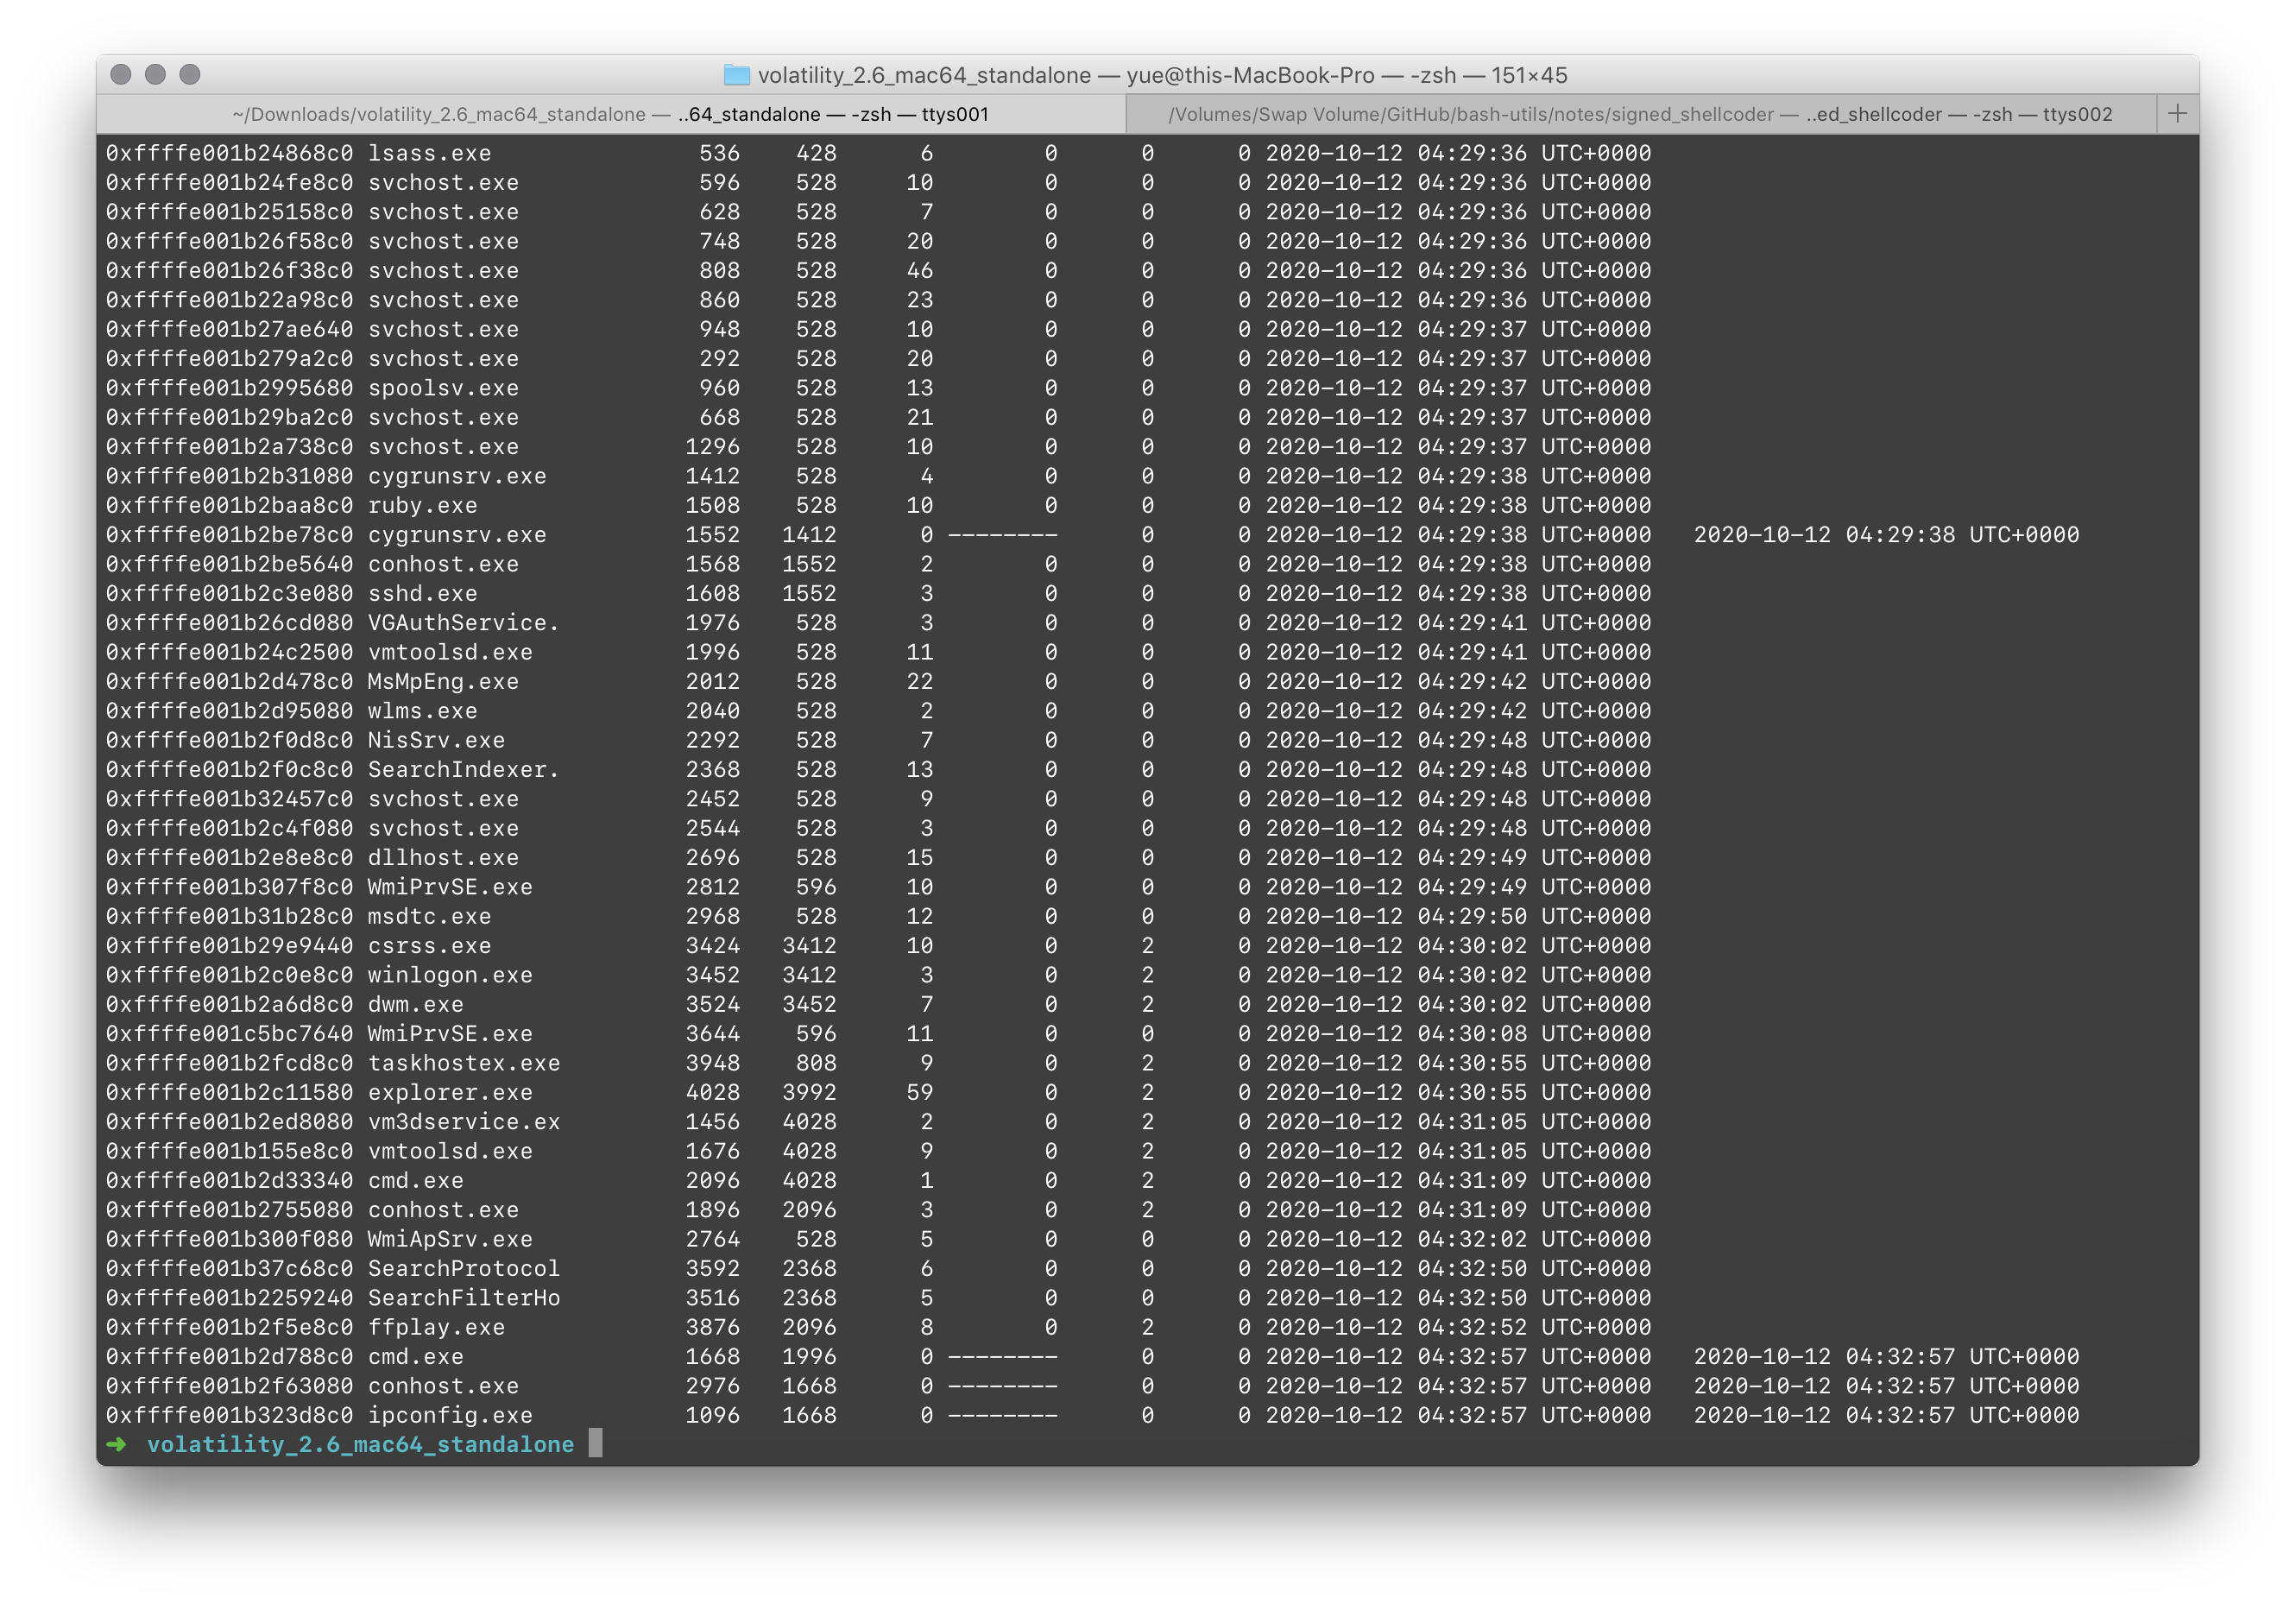 volatility_2.6_mac64_standalone — yue@this-MacBook-Pro — -zsh — 151×45
~/Downloads/volatility_2.6_mac64_standalone — ..64_standalone — -zsh — ttys001 /Volumes/Swap Volume/GitHub/bash-utils/notes/signed_shellcoder — ..ed_shellcoder — -zsh — ttys002 +
0xffffe001b24868c0 lsass.exe 536 428 6 0 0 0 2020-10-12 04:29:36 UTC+0000
0xffffe001b24fe8c0 svchost.exe 596 528 10 0 0 0 2020-10-12 04:29:36 UTC+0000
0xffffe001b25158c0 svchost.exe 628 528 7 0 0 0 2020-10-12 04:29:36 UTC+0000
0xffffe001b26f58c0 svchost.exe 748 528 20 0 0 0 2020-10-12 04:29:36 UTC+0000
0xffffe001b26f38c0 svchost.exe 808 528 46 0 0 0 2020-10-12 04:29:36 UTC+0000
0xffffe001b22a98c0 svchost.exe 860 528 23 0 0 0 2020-10-12 04:29:36 UTC+0000
0xffffe001b27ae640 svchost.exe 948 528 10 0 0 0 2020-10-12 04:29:37 UTC+0000
0xffffe001b279a2c0 svchost.exe 292 528 20 0 0 0 2020-10-12 04:29:37 UTC+0000
0xffffe001b2995680 spoolsv.exe 960 528 13 0 0 0 2020-10-12 04:29:37 UTC+0000
0xffffe001b29ba2c0 svchost.exe 668 528 21 0 0 0 2020-10-12 04:29:37 UTC+0000
0xffffe001b2a738c0 svchost.exe 1296 528 10 0 0 0 2020-10-12 04:29:37 UTC+0000
0xffffe001b2b31080 cygrunsrv.exe 1412 528 4 0 0 0 2020-10-12 04:29:38 UTC+0000
0xffffe001b2baa8c0 ruby.exe 1508 528 10 0 0 0 2020-10-12 04:29:38 UTC+0000
0xffffe001b2be78c0 cygrunsrv.exe 1552 1412 0 -------- 0 0 2020-10-12 04:29:38 UTC+0000 2020-10-12 04:29:38 UTC+0000
0xffffe001b2be5640 conhost.exe 1568 1552 2 0 0 0 2020-10-12 04:29:38 UTC+0000
0xffffe001b2c3e080 sshd.exe 1608 1552 3 0 0 0 2020-10-12 04:29:38 UTC+0000
0xffffe001b26cd080 VGAuthService. 1976 528 3 0 0 0 2020-10-12 04:29:41 UTC+0000
0xffffe001b24c2500 vmtoolsd.exe 1996 528 11 0 0 0 2020-10-12 04:29:41 UTC+0000
0xffffe001b2d478c0 MsMpEng.exe 2012 528 22 0 0 0 2020-10-12 04:29:42 UTC+0000
0xffffe001b2d95080 wlms.exe 2040 528 2 0 0 0 2020-10-12 04:29:42 UTC+0000
0xffffe001b2f0d8c0 NisSrv.exe 2292 528 7 0 0 0 2020-10-12 04:29:48 UTC+0000
0xffffe001b2f0c8c0 SearchIndexer. 2368 528 13 0 0 0 2020-10-12 04:29:48 UTC+0000
0xffffe001b32457c0 svchost.exe 2452 528 9 0 0 0 2020-10-12 04:29:48 UTC+0000
0xffffe001b2c4f080 svchost.exe 2544 528 3 0 0 0 2020-10-12 04:29:48 UTC+0000
0xffffe001b2e8e8c0 dllhost.exe 2696 528 15 0 0 0 2020-10-12 04:29:49 UTC+0000
0xffffe001b307f8c0 WmiPrvSE.exe 2812 596 10 0 0 0 2020-10-12 04:29:49 UTC+0000
0xffffe001b31b28c0 msdtc.exe 2968 528 12 0 0 0 2020-10-12 04:29:50 UTC+0000
0xffffe001b29e9440 csrss.exe 3424 3412 10 0 2 0 2020-10-12 04:30:02 UTC+0000
0xffffe001b2c0e8c0 winlogon.exe 3452 3412 3 0 2 0 2020-10-12 04:30:02 UTC+0000
0xffffe001b2a6d8c0 dwm.exe 3524 3452 7 0 2 0 2020-10-12 04:30:02 UTC+0000
0xffffe001c5bc7640 WmiPrvSE.exe 3644 596 11 0 0 0 2020-10-12 04:30:08 UTC+0000
0xffffe001b2fcd8c0 taskhostex.exe 3948 808 9 0 2 0 2020-10-12 04:30:55 UTC+0000
0xffffe001b2c11580 explorer.exe 4028 3992 59 0 2 0 2020-10-12 04:30:55 UTC+0000
0xffffe001b2ed8080 vm3dservice.ex 1456 4028 2 0 2 0 2020-10-12 04:31:05 UTC+0000
0xffffe001b155e8c0 vmtoolsd.exe 1676 4028 9 0 2 0 2020-10-12 04:31:05 UTC+0000
0xffffe001b2d33340 cmd.exe 2096 4028 1 0 2 0 2020-10-12 04:31:09 UTC+0000
0xffffe001b2755080 conhost.exe 1896 2096 3 0 2 0 2020-10-12 04:31:09 UTC+0000
0xffffe001b300f080 WmiApSrv.exe 2764 528 5 0 0 0 2020-10-12 04:32:02 UTC+0000
0xffffe001b37c68c0 SearchProtocol 3592 2368 6 0 0 0 2020-10-12 04:32:50 UTC+0000
0xffffe001b2259240 SearchFilterHo 3516 2368 5 0 0 0 2020-10-12 04:32:50 UTC+0000
0xffffe001b2f5e8c0 ffplay.exe 3876 2096 8 0 2 0 2020-10-12 04:32:52 UTC+0000
0xffffe001b2d788c0 cmd.exe 1668 1996 0 -------- 0 0 2020-10-12 04:32:57 UTC+0000 2020-10-12 04:32:57 UTC+0000
0xffffe001b2f63080 conhost.exe 2976 1668 0 -------- 0 0 2020-10-12 04:32:57 UTC+0000 2020-10-12 04:32:57 UTC+0000
0xffffe001b323d8c0 ipconfig.exe 1096 1668 0 -------- 0 0 2020-10-12 04:32:57 UTC+0000 2020-10-12 04:32:57 UTC+0000
➜ volatility_2.6_mac64_standalone